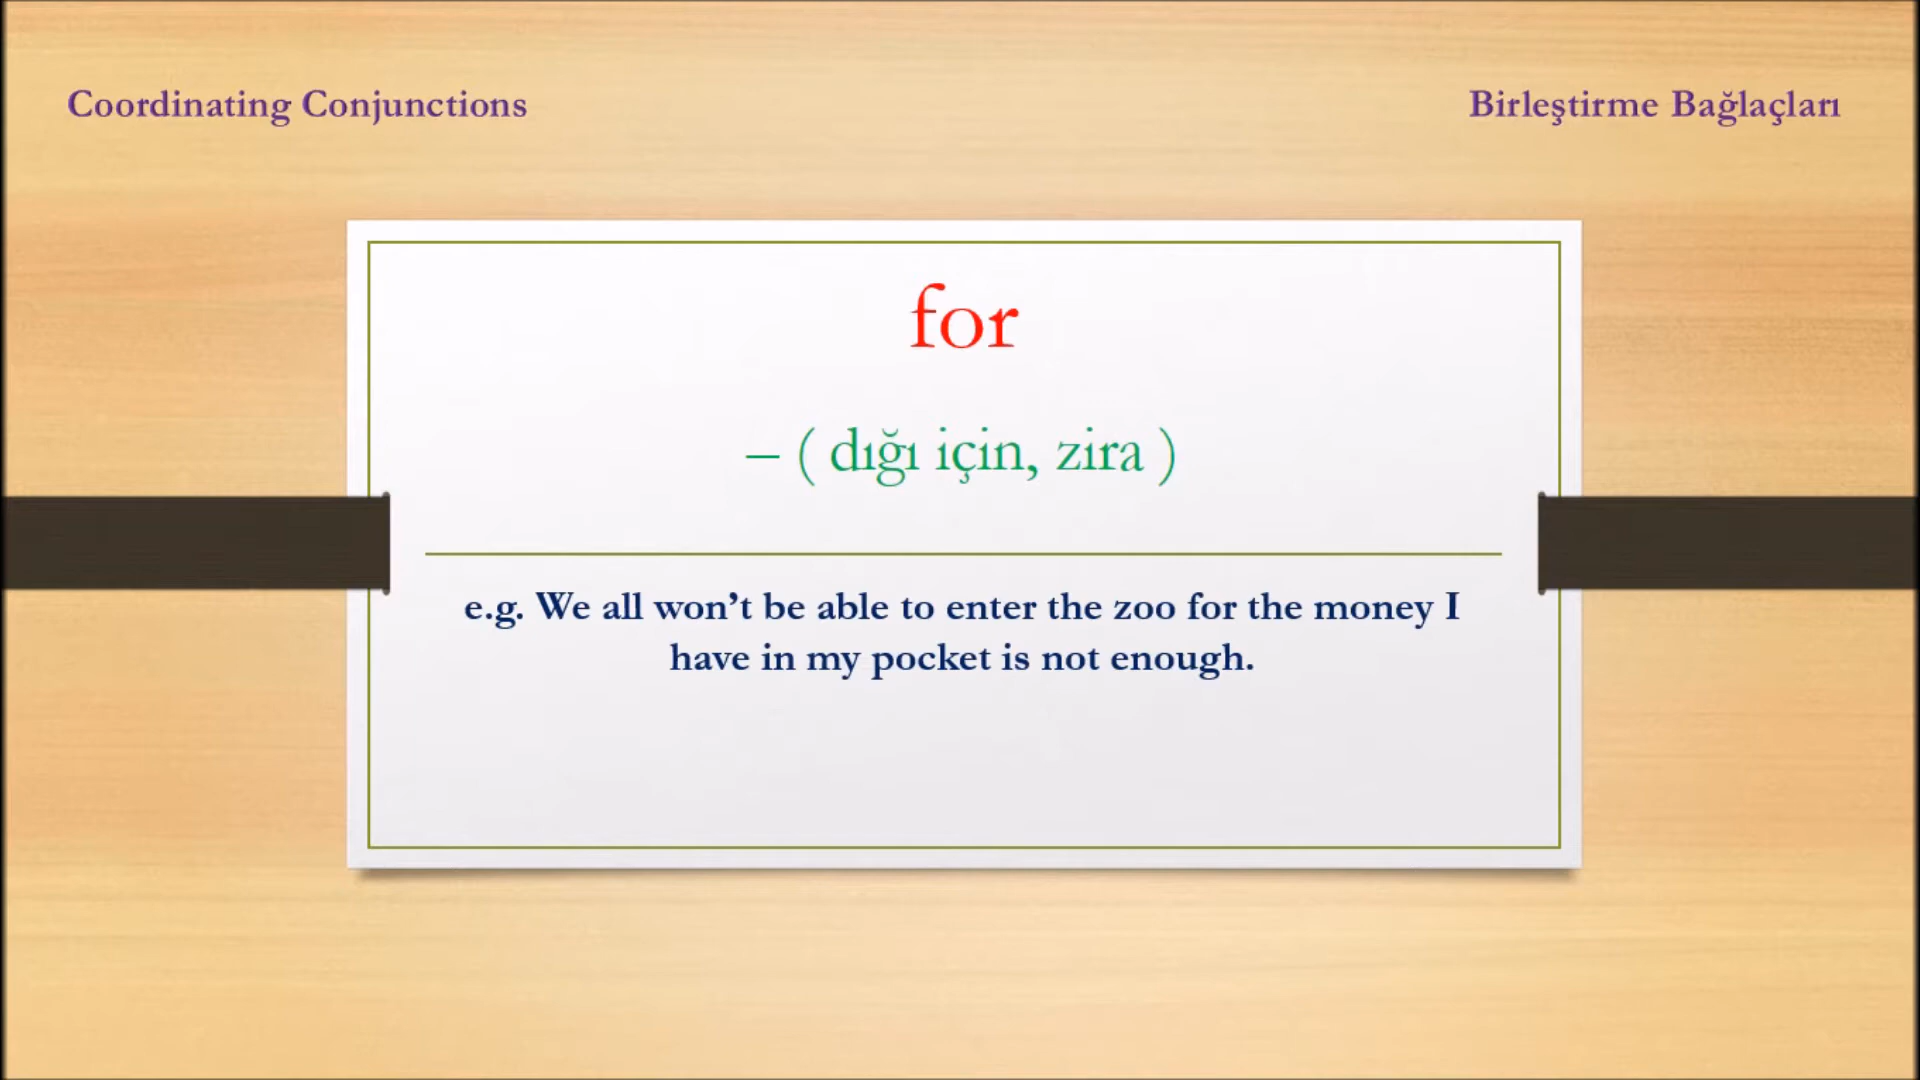 Coordinating Conjunctions
Birleştirme Bağlaçları
for
– ( dığı için, zira )
e.g. We all won’t be able to enter the zoo for the money I
have in my pocket is not enough.